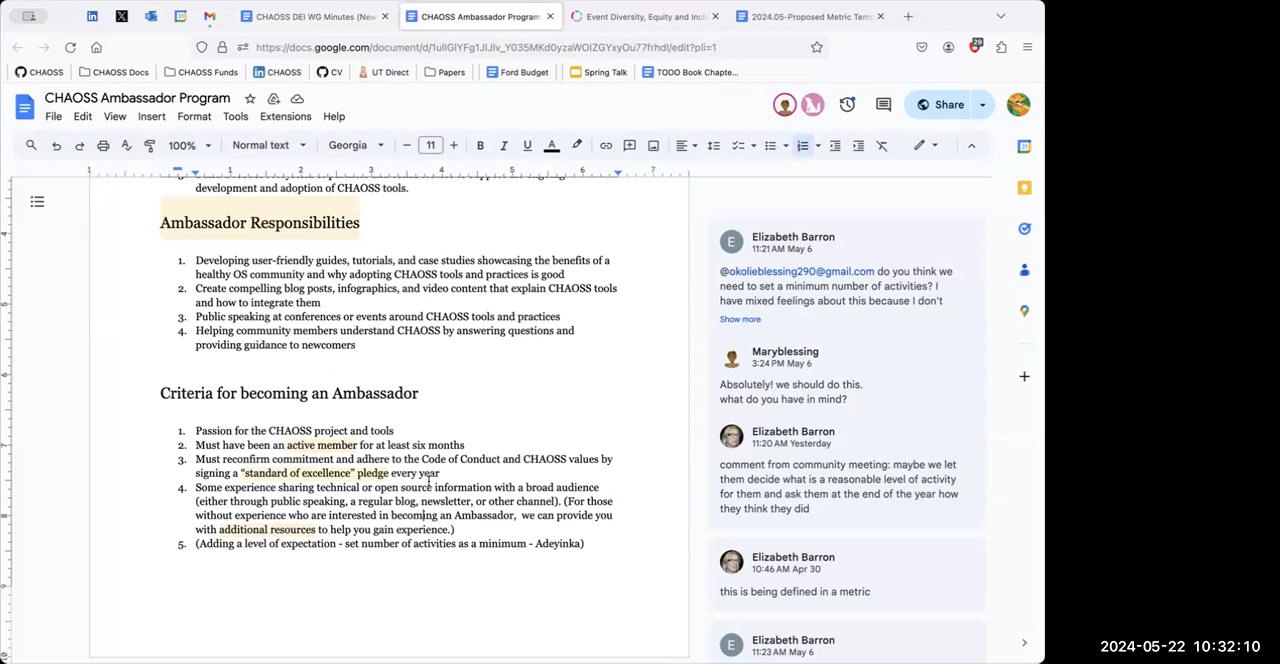 CHAOSS DEI WG Minutes (New
CHAOSS Ambassador Program
Event Diversity, Equity and Incl
2024.05-Proposed Metric Tem
https://docs.google.com/document/d/1uIlGIYFg1JIJlv_Y035MKd0yzaWOIZGYxyOu77frhdI/edit?pli=1
29
CHAOSS
CHAOSS Docs
CHAOSS Funds
CHAOSS
CV
UT Direct
Papers
Ford Budget
Spring Talk
TODO Book Chapte...
CHAOSS Ambassador Program
File Edit View Insert Format Tools Extensions Help
Share
100% Normal text Georgia 11
1 1 2 3 4 5 6 7
development and adoption of CHAOSS tools.
Ambassador Responsibilities
1. Developing user-friendly guides, tutorials, and case studies showcasing the benefits of a
healthy OS community and why adopting CHAOSS tools and practices is good
2. Create compelling blog posts, infographics, and video content that explain CHAOSS tools
and how to integrate them
3. Public speaking at conferences or events around CHAOSS tools and practices
4. Helping community members understand CHAOSS by answering questions and
providing guidance to newcomers
Criteria for becoming an Ambassador
1. Passion for the CHAOSS project and tools
2. Must have been an active member for at least six months
3. Must reconfirm commitment and adhere to the Code of Conduct and CHAOSS values by
signing a “standard of excellence” pledge every year
4. Some experience sharing technical or open source information with a broad audience
(either through public speaking, a regular blog, newsletter, or other channel). (For those
without experience who are interested in becoming an Ambassador, we can provide you
with additional resources to help you gain experience.)
5. (Adding a level of expectation - set number of activities as a minimum - Adeyinka)
E
Elizabeth Barron
11:21 AM May 6
@okolieblessing290@gmail.com do you think we
need to set a minimum number of activities? I
have mixed feelings about this because I don't
Show more
Maryblessing
3:24 PM May 6
Absolutely! we should do this.
what do you have in mind?
Elizabeth Barron
11:20 AM Yesterday
comment from community meeting: maybe we let
them decide what is a reasonable level of activity
for them and ask them at the end of the year how
they think they did
Elizabeth Barron
10:46 AM Apr 30
this is being defined in a metric
E
Elizabeth Barron
11:23 AM May 6
2024-05-22 10:32:10